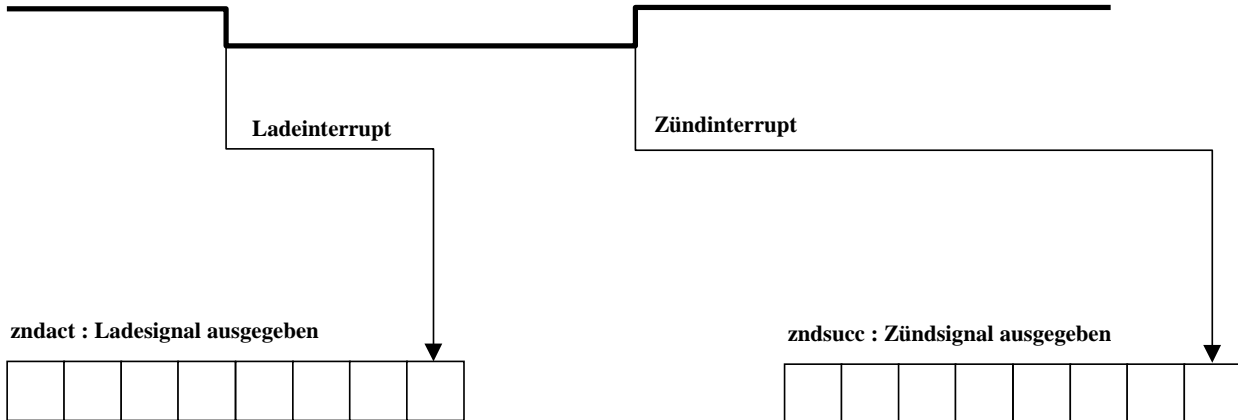 Ladeinterrupt
Zündinterrupt
zndact : Ladesignal ausgegeben
zndsucc : Zündsignal ausgegeben